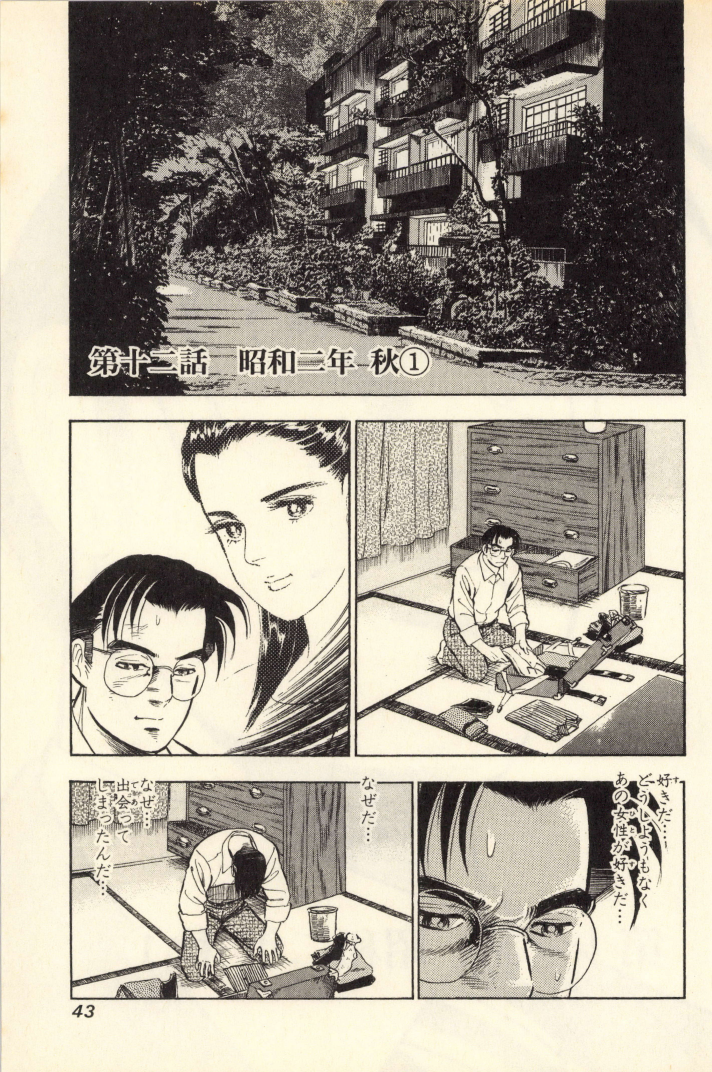 第十二話　昭和二年 秋①
好きだ…
どうしようもなく
あの女性が好きだ…
なぜだ…
なぜ…
出会って
しまったんだ…
43